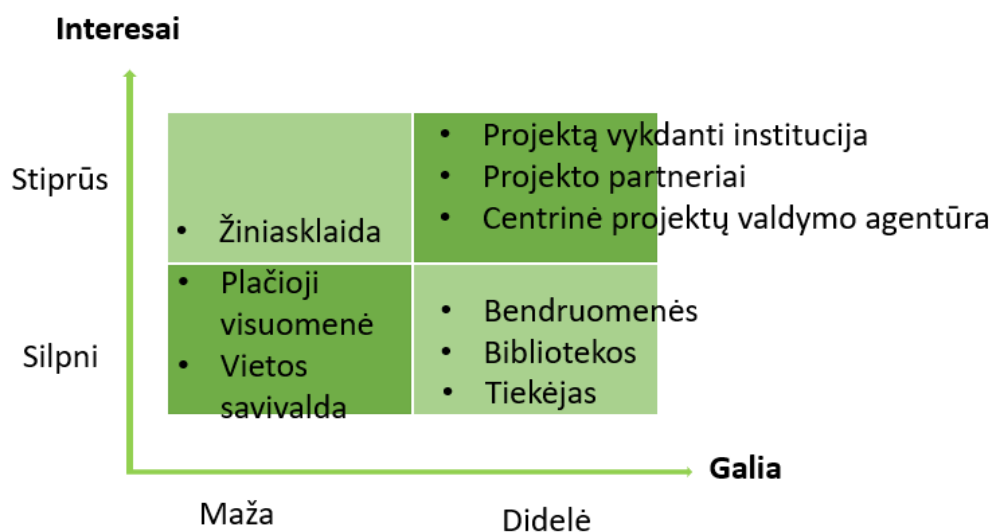 Interesai
Stiprūs
• Žiniasklaida
• Projektą vykdanti institucija
• Projekto partneriai
• Centrinė projektų valdymo agentūra
Silpni
• Plačioji
visuomenė
• Vietos
savivalda
• Bendruomenės
• Bibliotekos
• Tiekėjas
Galia
Maža
Didelė